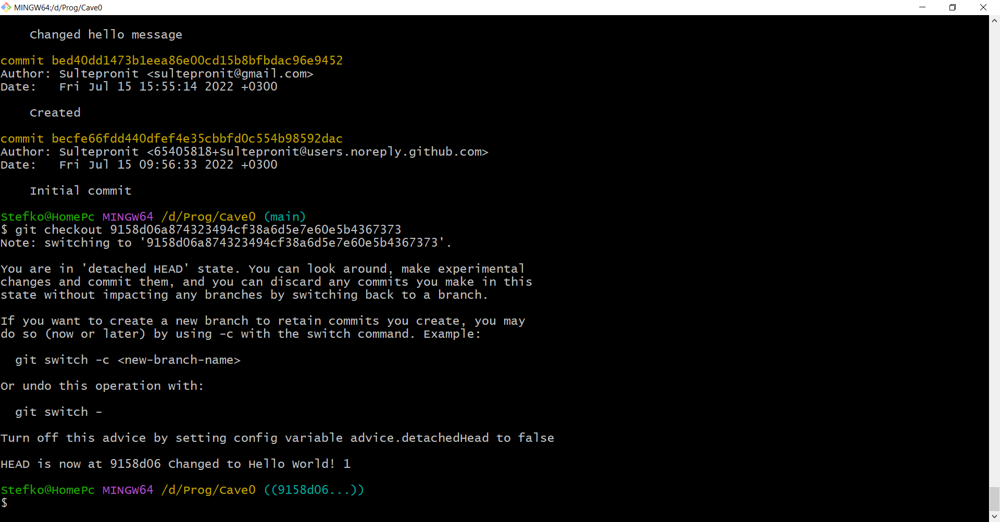 MINGW64:/d/Prog/Cave0
Changed hello message
commit bed40dd1473b1eea86e00cd15b8bfbdac96e9452
Author: Sultepronit <sultepronit@gmail.com>
Date:   Fri Jul 15 15:55:14 2022 +0300
Created
commit becfe66fdd440dfef4e35cbbfd0c554b98592dac
Author: Sultepronit <65405818+Sultepronit@users.noreply.github.com>
Date:   Fri Jul 15 09:56:33 2022 +0300
Initial commit
Stefko@HomePc MINGW64 /d/Prog/Cave0 (main)
$ git checkout 9158d06a874323494cf38a6d5e7e60e5b4367373
Note: switching to '9158d06a874323494cf38a6d5e7e60e5b4367373'.
You are in 'detached HEAD' state. You can look around, make experimental
changes and commit them, and you can discard any commits you make in this
state without impacting any branches by switching back to a branch.
If you want to create a new branch to retain commits you create, you may
do so (now or later) by using -c with the switch command. Example:
git switch -c <new-branch-name>
Or undo this operation with:
git switch -
Turn off this advice by setting config variable advice.detachedHead to false
HEAD is now at 9158d06 Changed to Hello World! 1
Stefko@HomePc MINGW64 /d/Prog/Cave0 ((9158d06...))
$